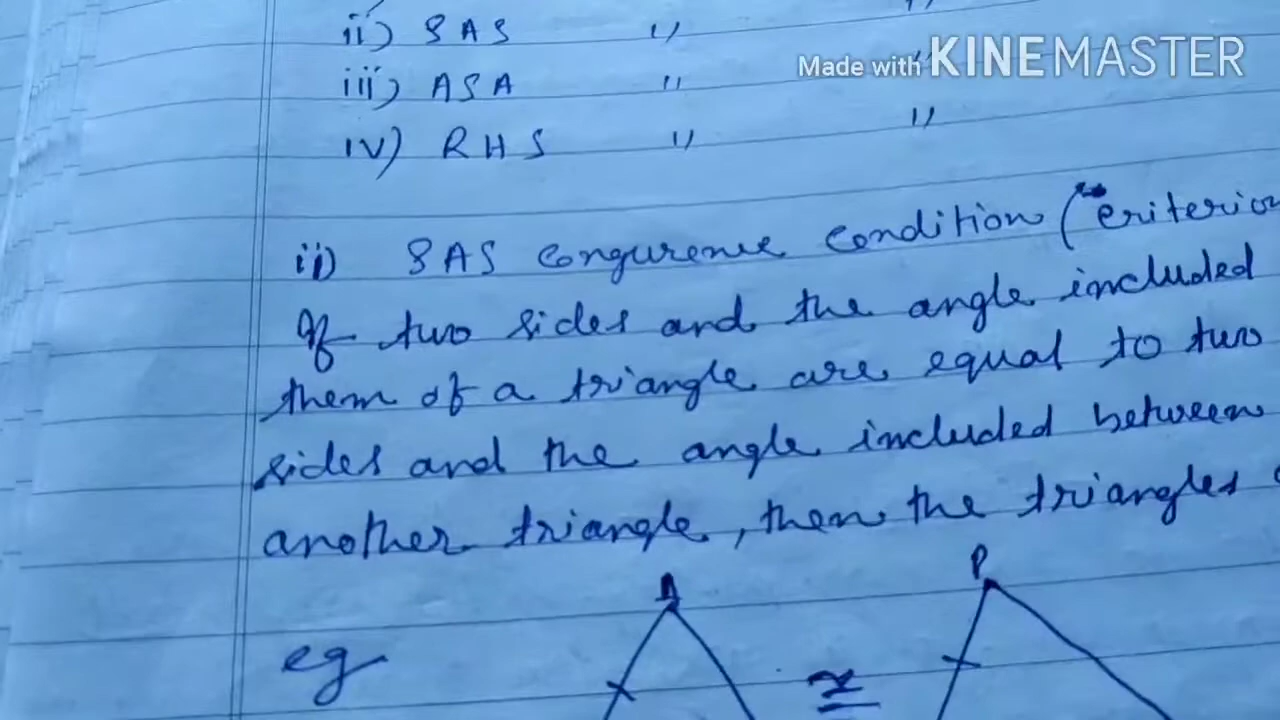 ii) SAS "
Made with KINEMASTER
iii) ASA " "
iv) RHS " "
ii) SAS congurence condition (criterion
If two sides and the angle included
them of a triangle are equal to two
sides and the angle included between
another triangle, then the triangles
A P
eg ≅